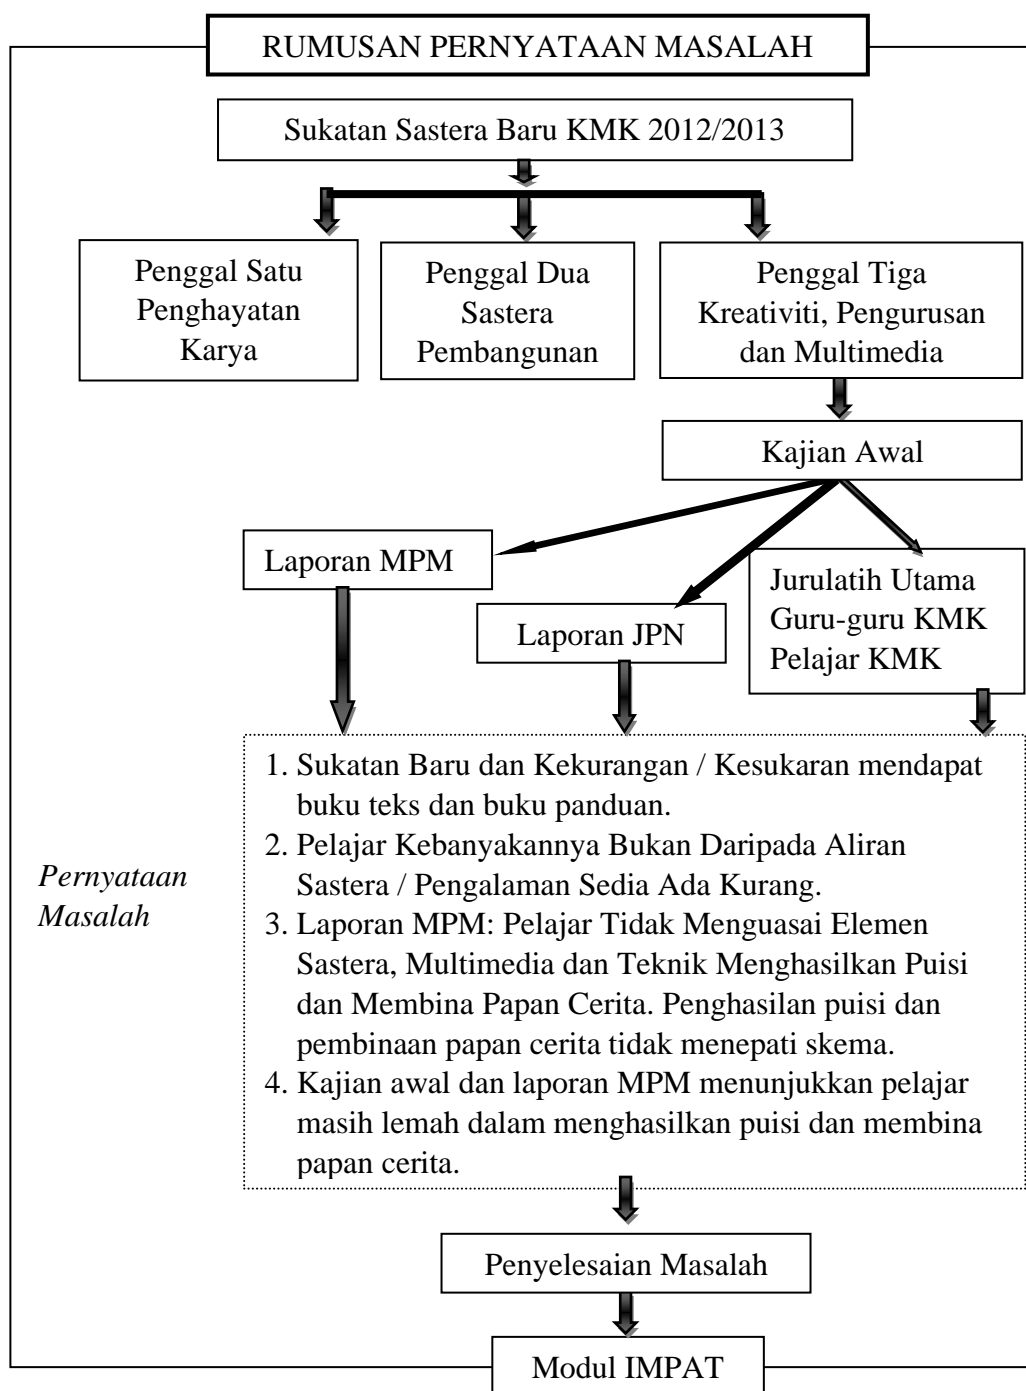 RUMUSAN PERNYATAAN MASALAH
Sukatan Sastera Baru KMK 2012/2013
Penggal Satu
Penghayatan
Karya
Penggal Dua
Sastera
Pembangunan
Penggal Tiga
Kreativiti, Pengurusan
dan Multimedia
Kajian Awal
Laporan MPM
Laporan JPN
Jurulatih Utama
Guru-guru KMK
Pelajar KMK
Pernyataan
Masalah
1. Sukatan Baru dan Kekurangan / Kesukaran mendapat
buku teks dan buku panduan.
2. Pelajar Kebanyakannya Bukan Daripada Aliran
Sastera / Pengalaman Sedia Ada Kurang.
3. Laporan MPM: Pelajar Tidak Menguasai Elemen
Sastera, Multimedia dan Teknik Menghasilkan Puisi
dan Membina Papan Cerita. Penghasilan puisi dan
pembinaan papan cerita tidak menepati skema.
4. Kajian awal dan laporan MPM menunjukkan pelajar
masih lemah dalam menghasilkan puisi dan membina
papan cerita.
Penyelesaian Masalah
Modul IMPAT